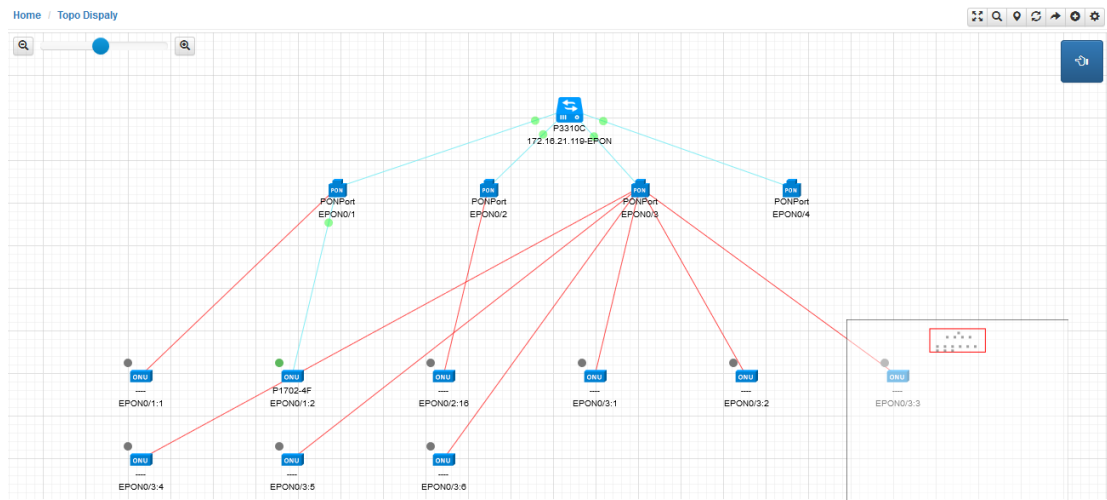 Home / Topo Dispaly
P3310C
172.16.21.119-EPON
PON PON PON PON
PONPort PONPort PONPort PONPort
EPON0/1 EPON0/2 EPON0/3 EPON0/4
ONU ONU ONU ONU ONU ONU
---- P1702-4F ---- ---- ---- ----
EPON0/1:1 EPON0/1:2 EPON0/2:16 EPON0/3:1 EPON0/3:2 EPON0/3:3
ONU ONU ONU
---- ---- ----
EPON0/3:4 EPON0/3:5 EPON0/3:6